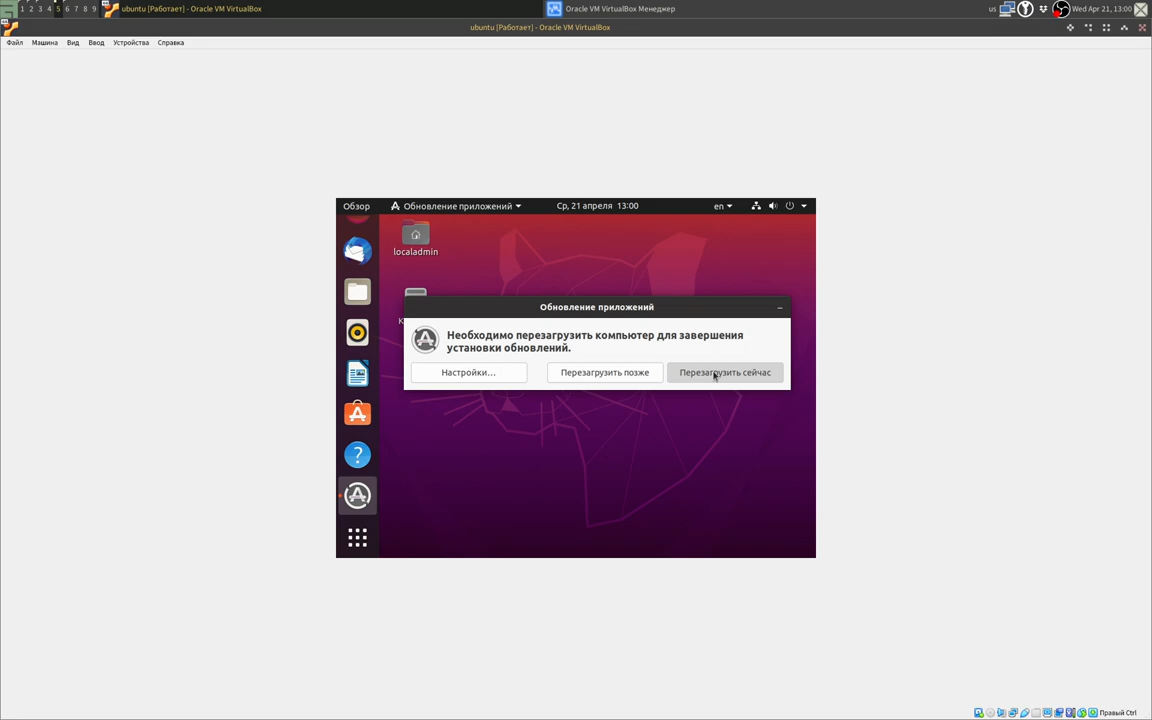 1 2 3 4 5 6 7 8 9 ubuntu [Работает] - Oracle VM VirtualBox Oracle VM VirtualBox Менеджер us Wed Apr 21, 13:00
ubuntu [Работает] - Oracle VM VirtualBox
Файл Машина Вид Ввод Устройства Справка
Обзор Обновление приложений Ср, 21 апреля 13:00 en
localadmin
Обновление приложений
Необходимо перезагрузить компьютер для завершения
установки обновлений.
Настройки... Перезагрузить позже Перезагрузить сейчас
Правый Ctrl